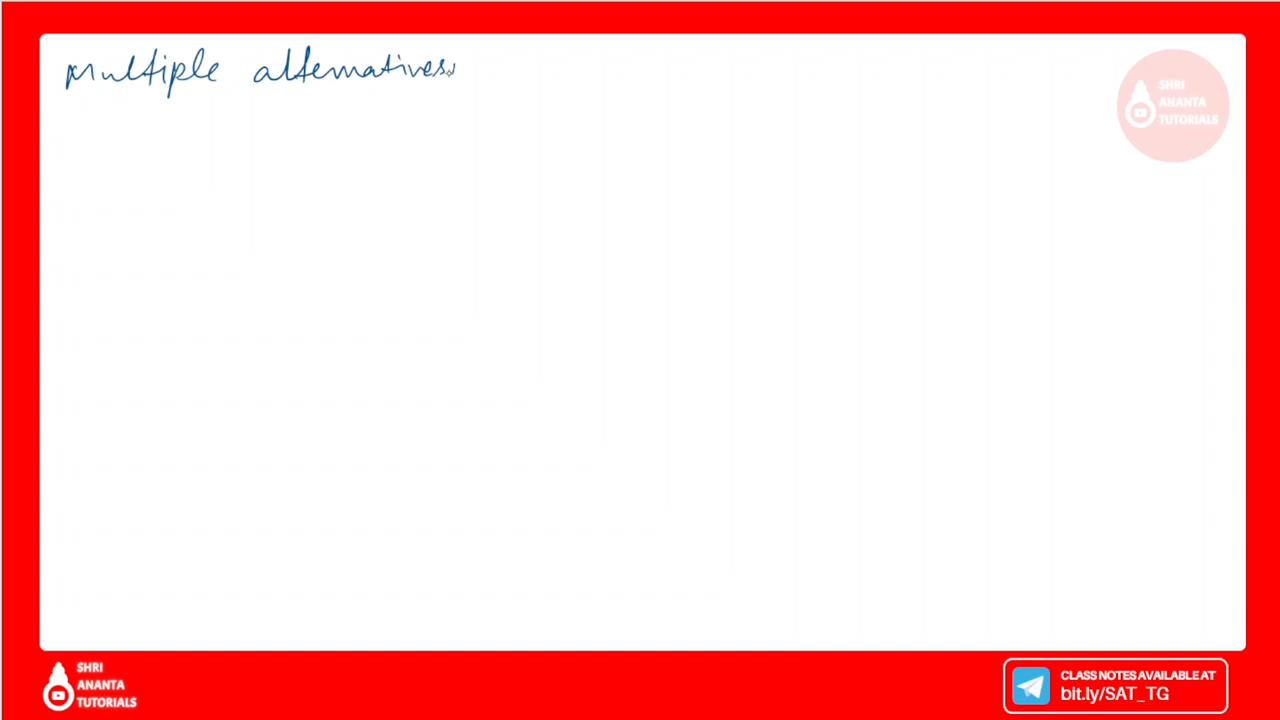 Multiple alternatives
SHRI
ANANTA
TUTORIALS
SHRI
ANANTA
TUTORIALS
CLASS NOTES AVAILABLE AT
bit.ly/SAT_TG